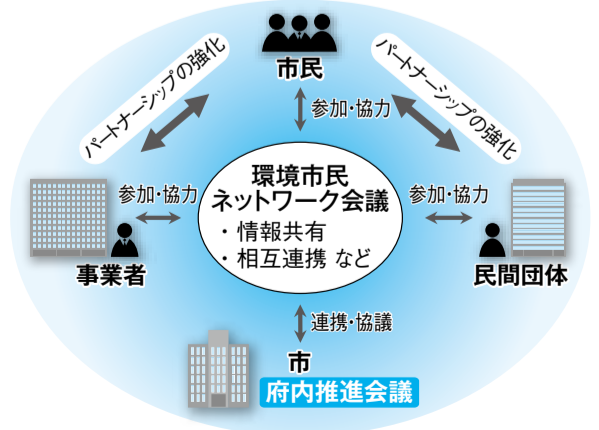 市民
パートナーシップの強化
パートナーシップの強化
参加・協力
環境市民
ネットワーク会議
・情報共有
・相互連携 など
参加・協力
参加・協力
事業者
民間団体
連携・協議
市
府内推進会議